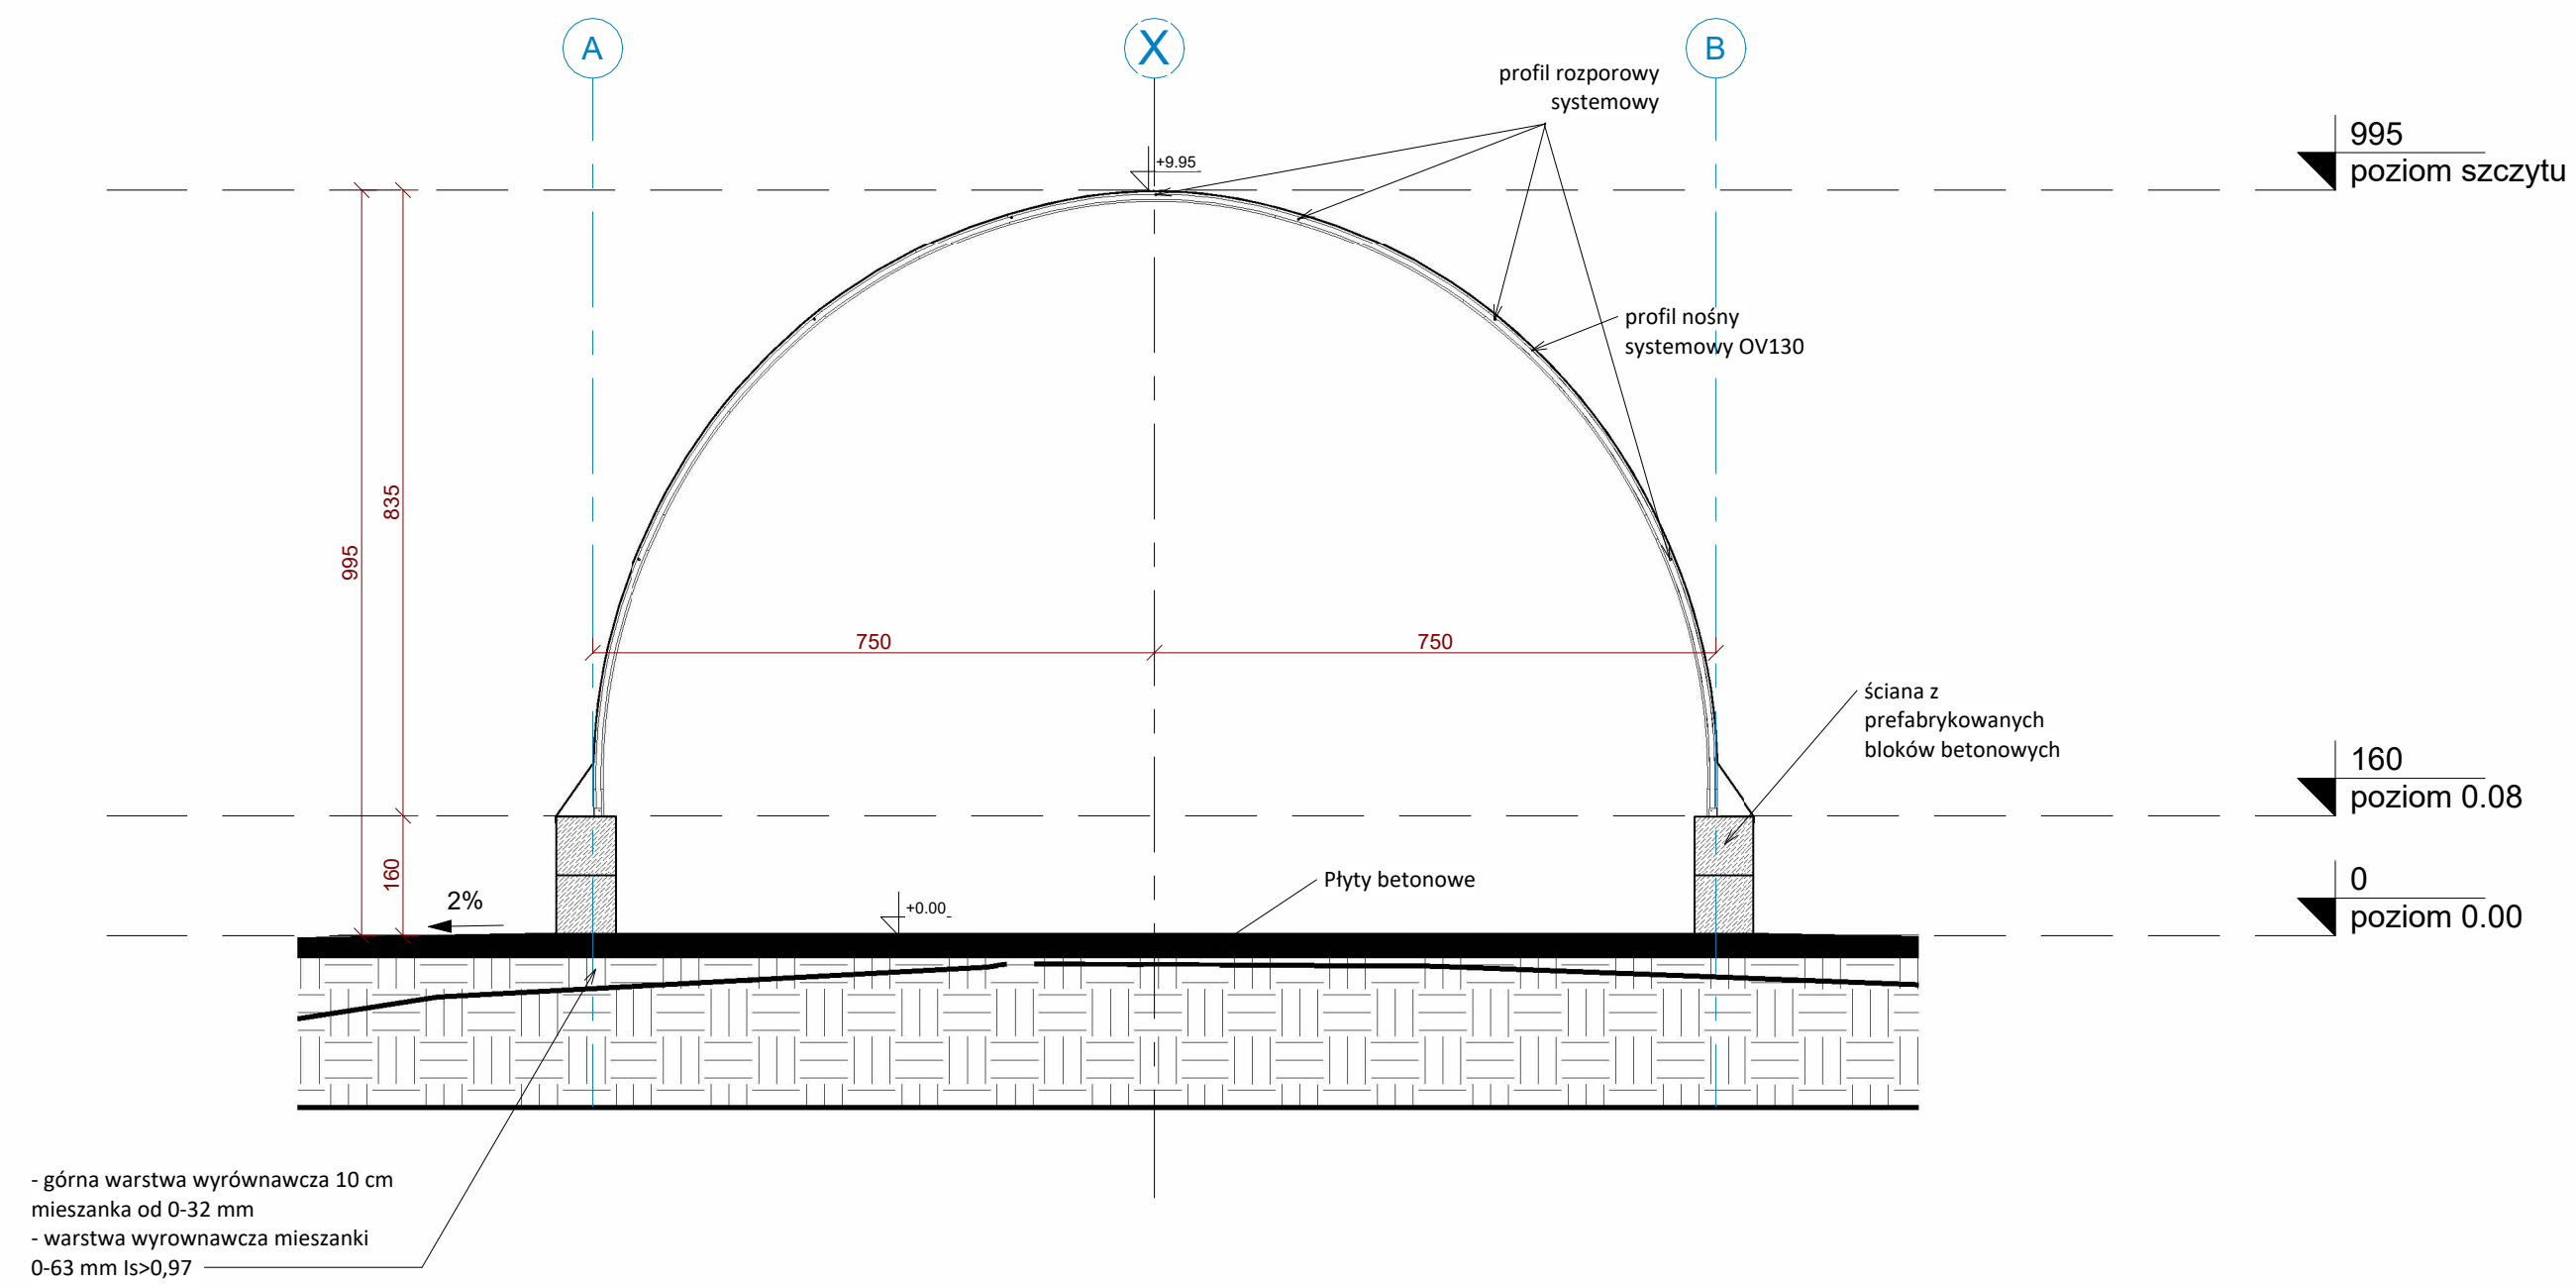 A
X
B
profil rozporowy
systemowy
995
poziom szczytu
+9.95
profil nośny
systemowy OV130
835
995
750
750
ściana z
prefabrykowanych
bloków betonowych
160
poziom 0.08
160
Płyty betonowe
0
poziom 0.00
2%
+0.00
- górna warstwa wyrównawcza 10 cm
mieszanka od 0-32 mm
- warstwa wyrownawcza mieszanki
0-63 mm Is>0,97